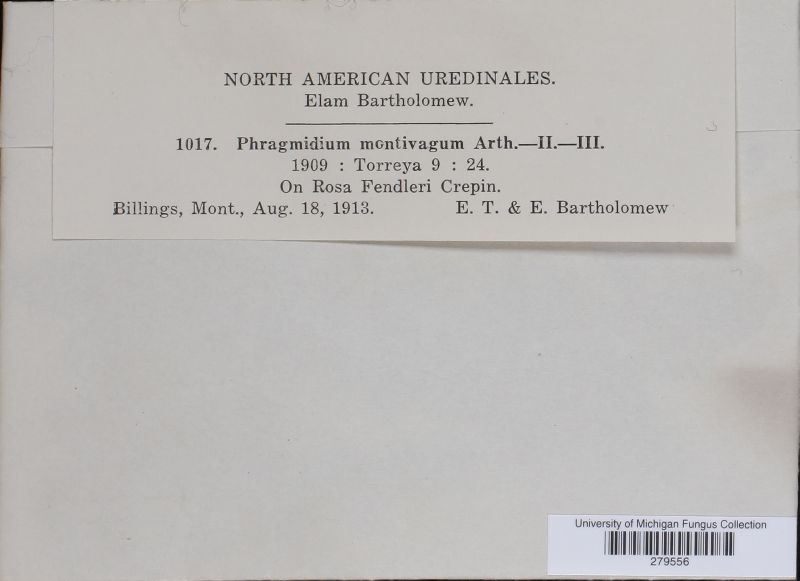 NORTH AMERICAN UREDINALES.
Elam Bartholomew.
1017. Phragmidium montivagum Arth.—II.—III.
1909 : Torreya 9 : 24.
On Rosa Fendleri Crepin.
Billings, Mont., Aug. 18, 1913. E. T. & E. Bartholomew
University of Michigan Fungus Collection
279556